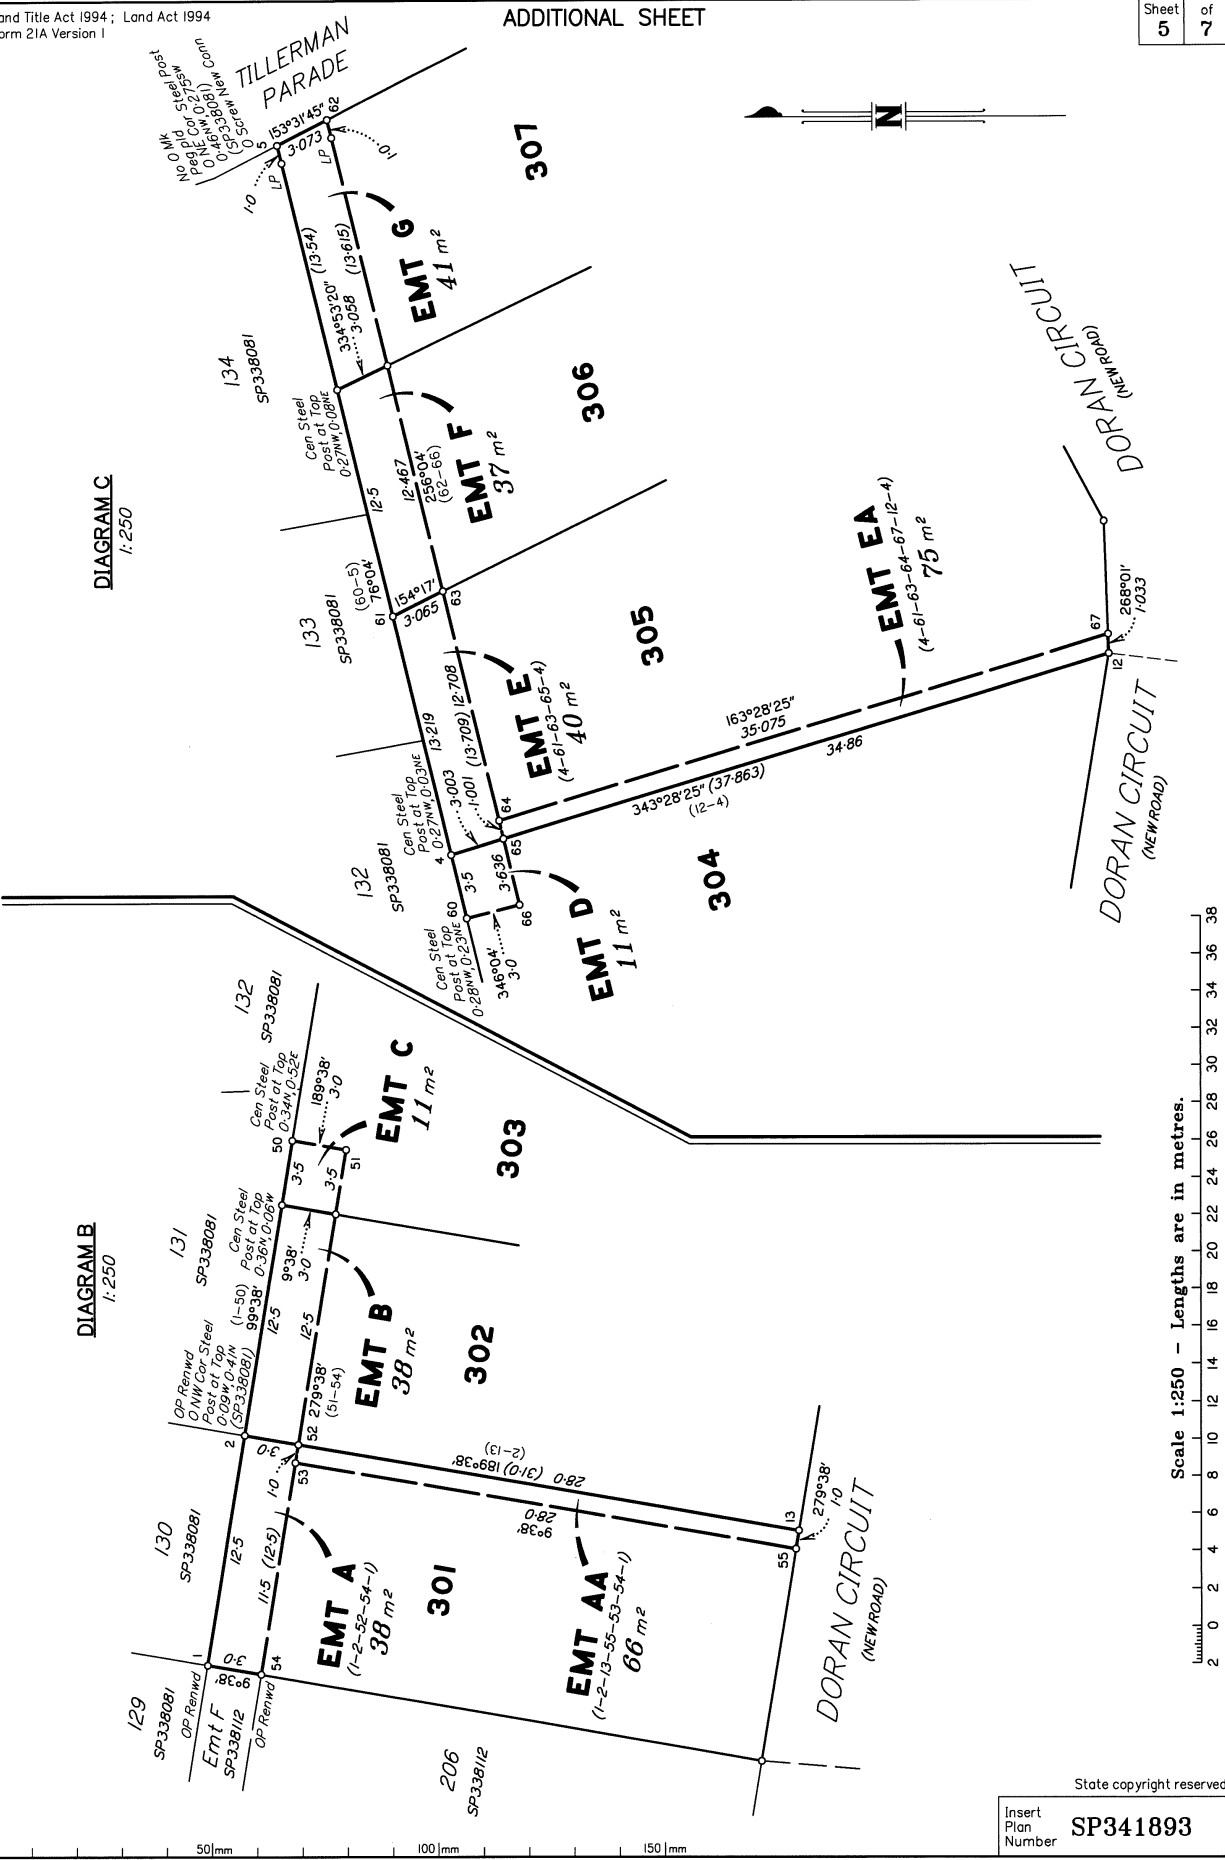 and Title Act 1994 ; Land Act 1994
orm 21A Version 1
ADDITIONAL SHEET
Sheet of
5 7
DIAGRAM C
1:250
TILLERMAN
PARADE
No O Mk
Peg pld
O NE Cor Steel Post
0·46NW,0·275SW
(SP338081)
O Screw New Conn
5
153°31'45"
3·073
62
1·0
LP
LP
1·0
N
307
(13·54)
(13·615)
EMT G
41 m²
334°53'20"
3·058
134
SP338081
Cen Steel
Post at Top
0·27NW,0·08NE
306
12·5
12·467
256°04'
(62-66)
EMT F
37 m²
(60-5)
76°04'
61
154°17'
3·065
63
133
SP338081
305
13·219
(13·709) 12·708
EMT E
(4-61-63-65-4)
40 m²
3·003
1·001
64
65
Cen Steel
Post at Top
0·27NW,0·03NE
4
132
SP338081
3·5
3·636
60
66
Cen Steel
Post at Top
0·28NW,0·23NE
346°04'
3·0
EMT D
11 m²
304
163°28'25"
35·075
343°28'25" (37·863)
(12-4)
34·86
EMT EA
(4-61-63-64-67-12-4)
75 m²
67
12
268°01'
1·033
DORAN CIRCUIT
(NEW ROAD)
DORAN CIRCUIT
(NEW ROAD)
DIAGRAM B
1:250
132
SP338081
Cen Steel
Post at Top
0·34N,0·52E
50
189°38'
3·0
3·5
3·5
51
EMT C
11 m²
303
131
SP338081
Cen Steel
Post at Top
0·36N,0·06W
9°38'
3·0
(1-50)
99°38'
12·5
12·5
279°38'
(51-54)
EMT B
38 m²
302
OP Renwd
O NW Cor Steel
Post at Top
0·09W,0·41N
(SP338081)
2
3·0
52
53
1·0
130
SP338081
12·5
11·5 (12·5)
EMT A
(1-2-52-54-1)
38 m²
301
(2-13)
189°38' (31·0)
28·0
9°38'
28·0
EMT AA
(1-2-13-55-53-54-1)
66 m²
13
55
279°38'
1·0
DORAN CIRCUIT
(NEW ROAD)
1
3·0
9°38'
54
OP Renwd
OP Renwd
129
SP338081
Emt F
SP338112
206
SP338112
Scale 1:250 – Lengths are in metres.
2 0 2 4 6 8 10 12 14 16 18 20 22 24 26 28 30 32 34 36 38
State copyright reserved
Insert
Plan
Number
SP341893
50 mm 100 mm 150 mm